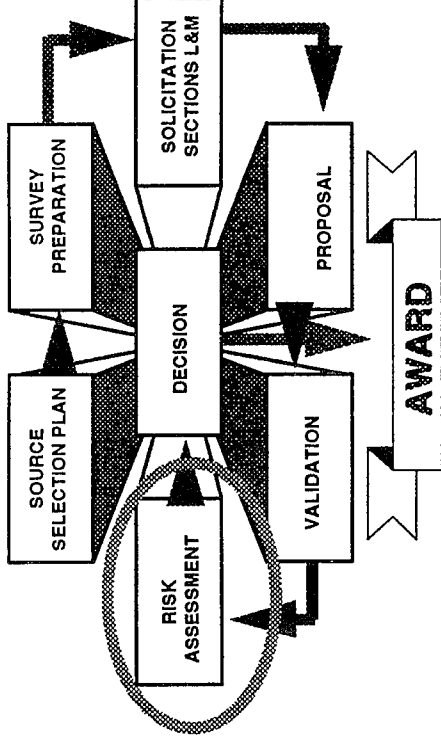 SOURCE
SELECTION PLAN
SURVEY
PREPARATION
RISK
ASSESSMENT
DECISION
SOLICITATION
SECTIONS L&M
VALIDATION
PROPOSAL
AWARD